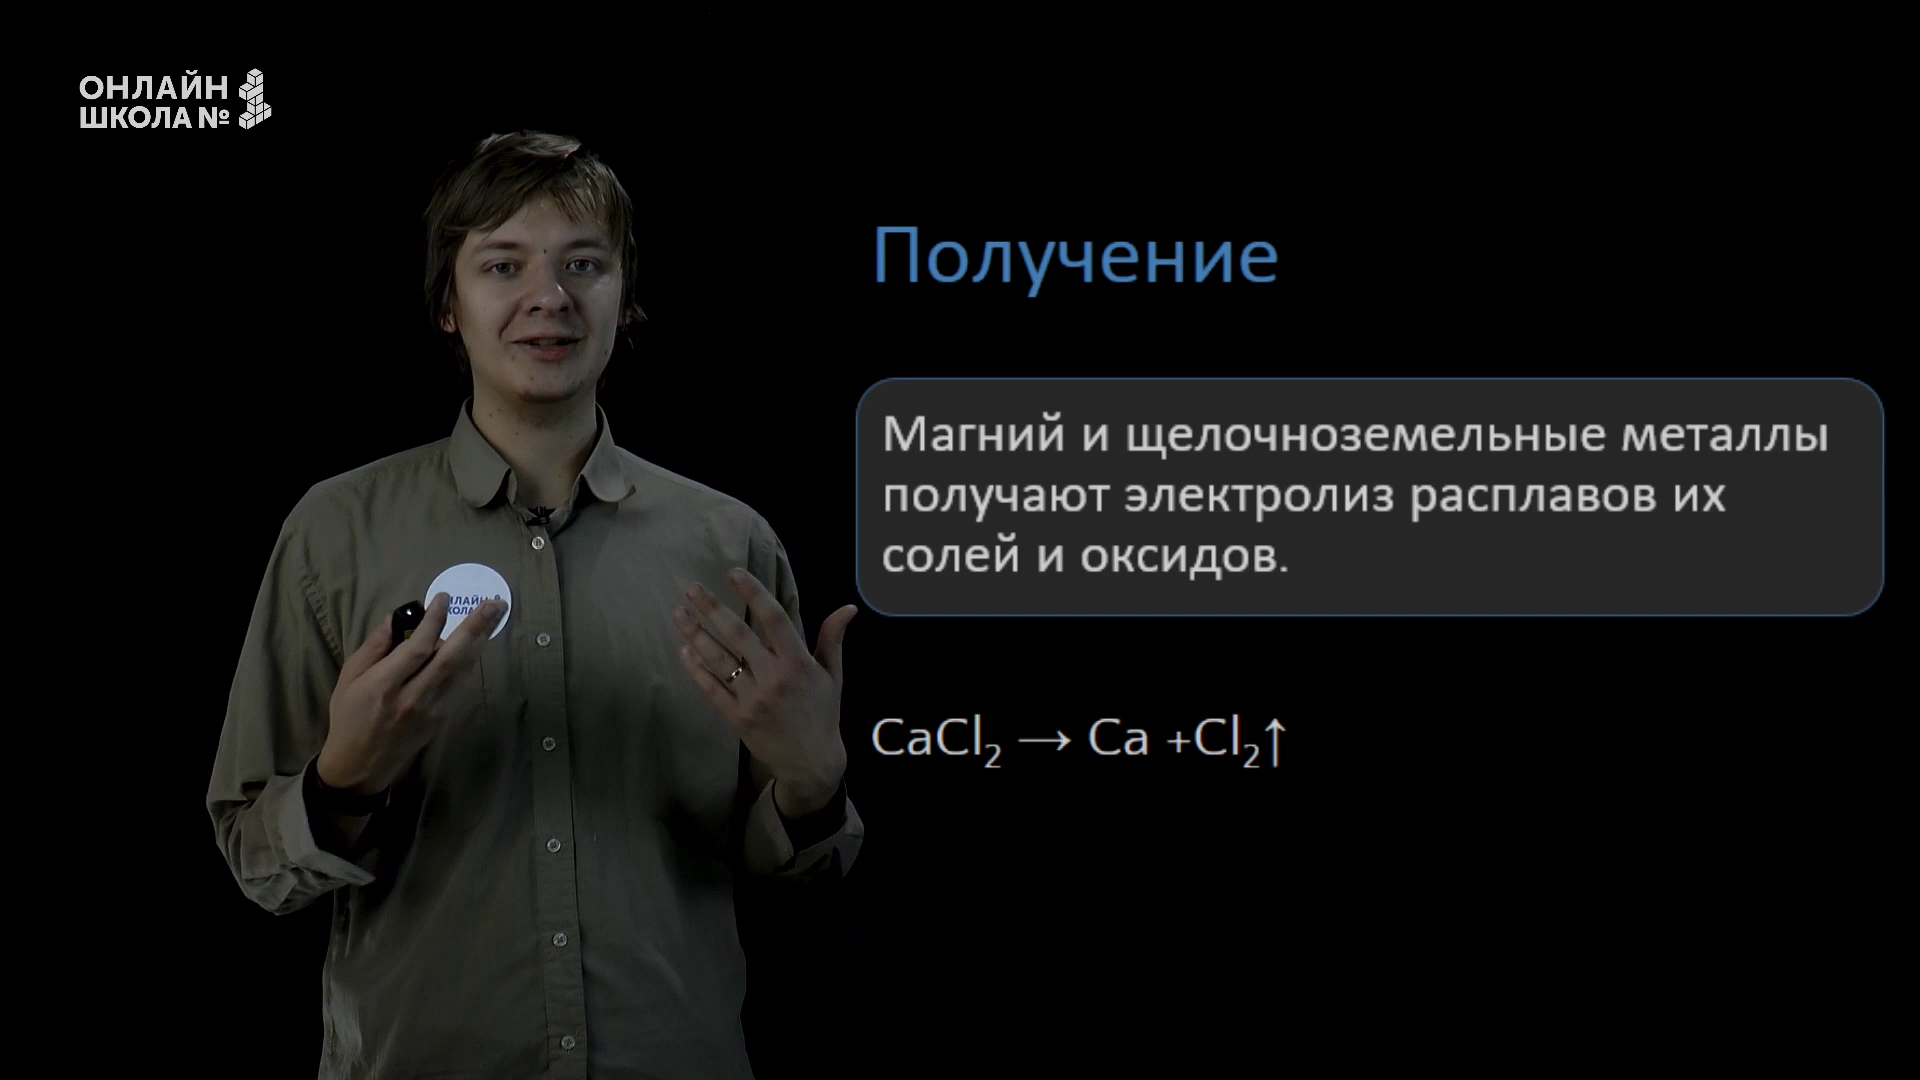 ОНЛАЙН
ШКОЛА №
Получение
Магний и щелочноземельные металлы
получают электролиз расплавов их
солей и оксидов.
CaCl₂ → Ca +Cl₂↑